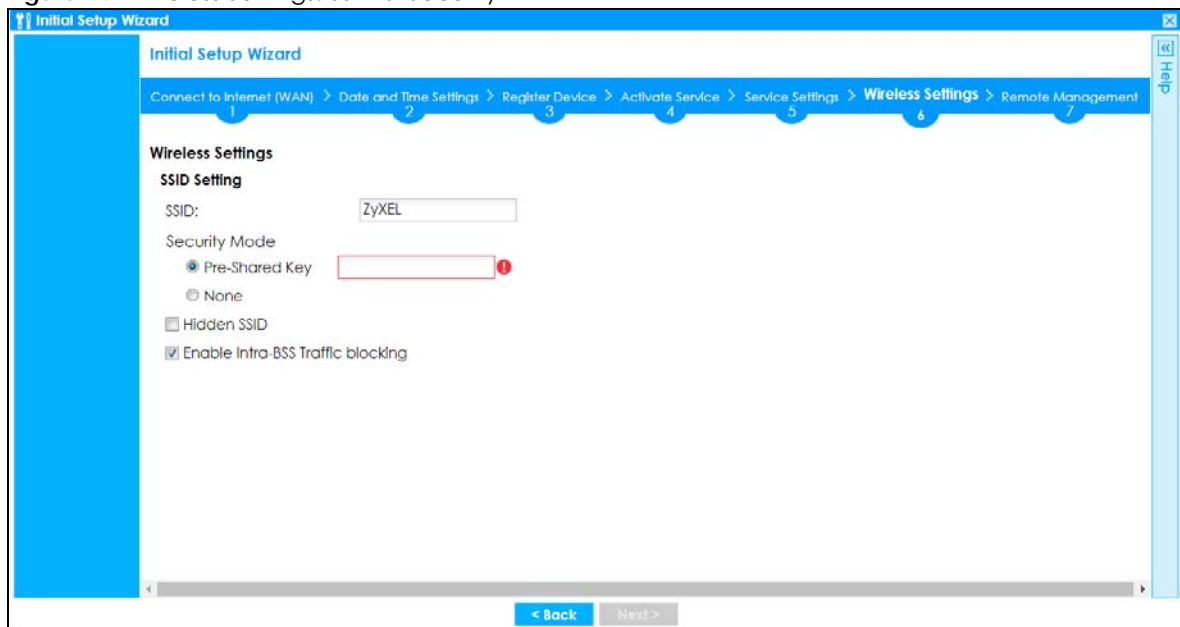 Initial Setup Wizard
Help
Initial Setup Wizard
Connect to Internet (WAN) > Date and Time Settings > Register Device > Activate Service > Service Settings > Wireless Settings > Remote Management
1 2 3 4 5 6 7
Wireless Settings
SSID Setting
SSID: ZyXEL
Security Mode
Pre-Shared Key
None
Hidden SSID
Enable Intra-BSS Traffic blocking
< Back Next >